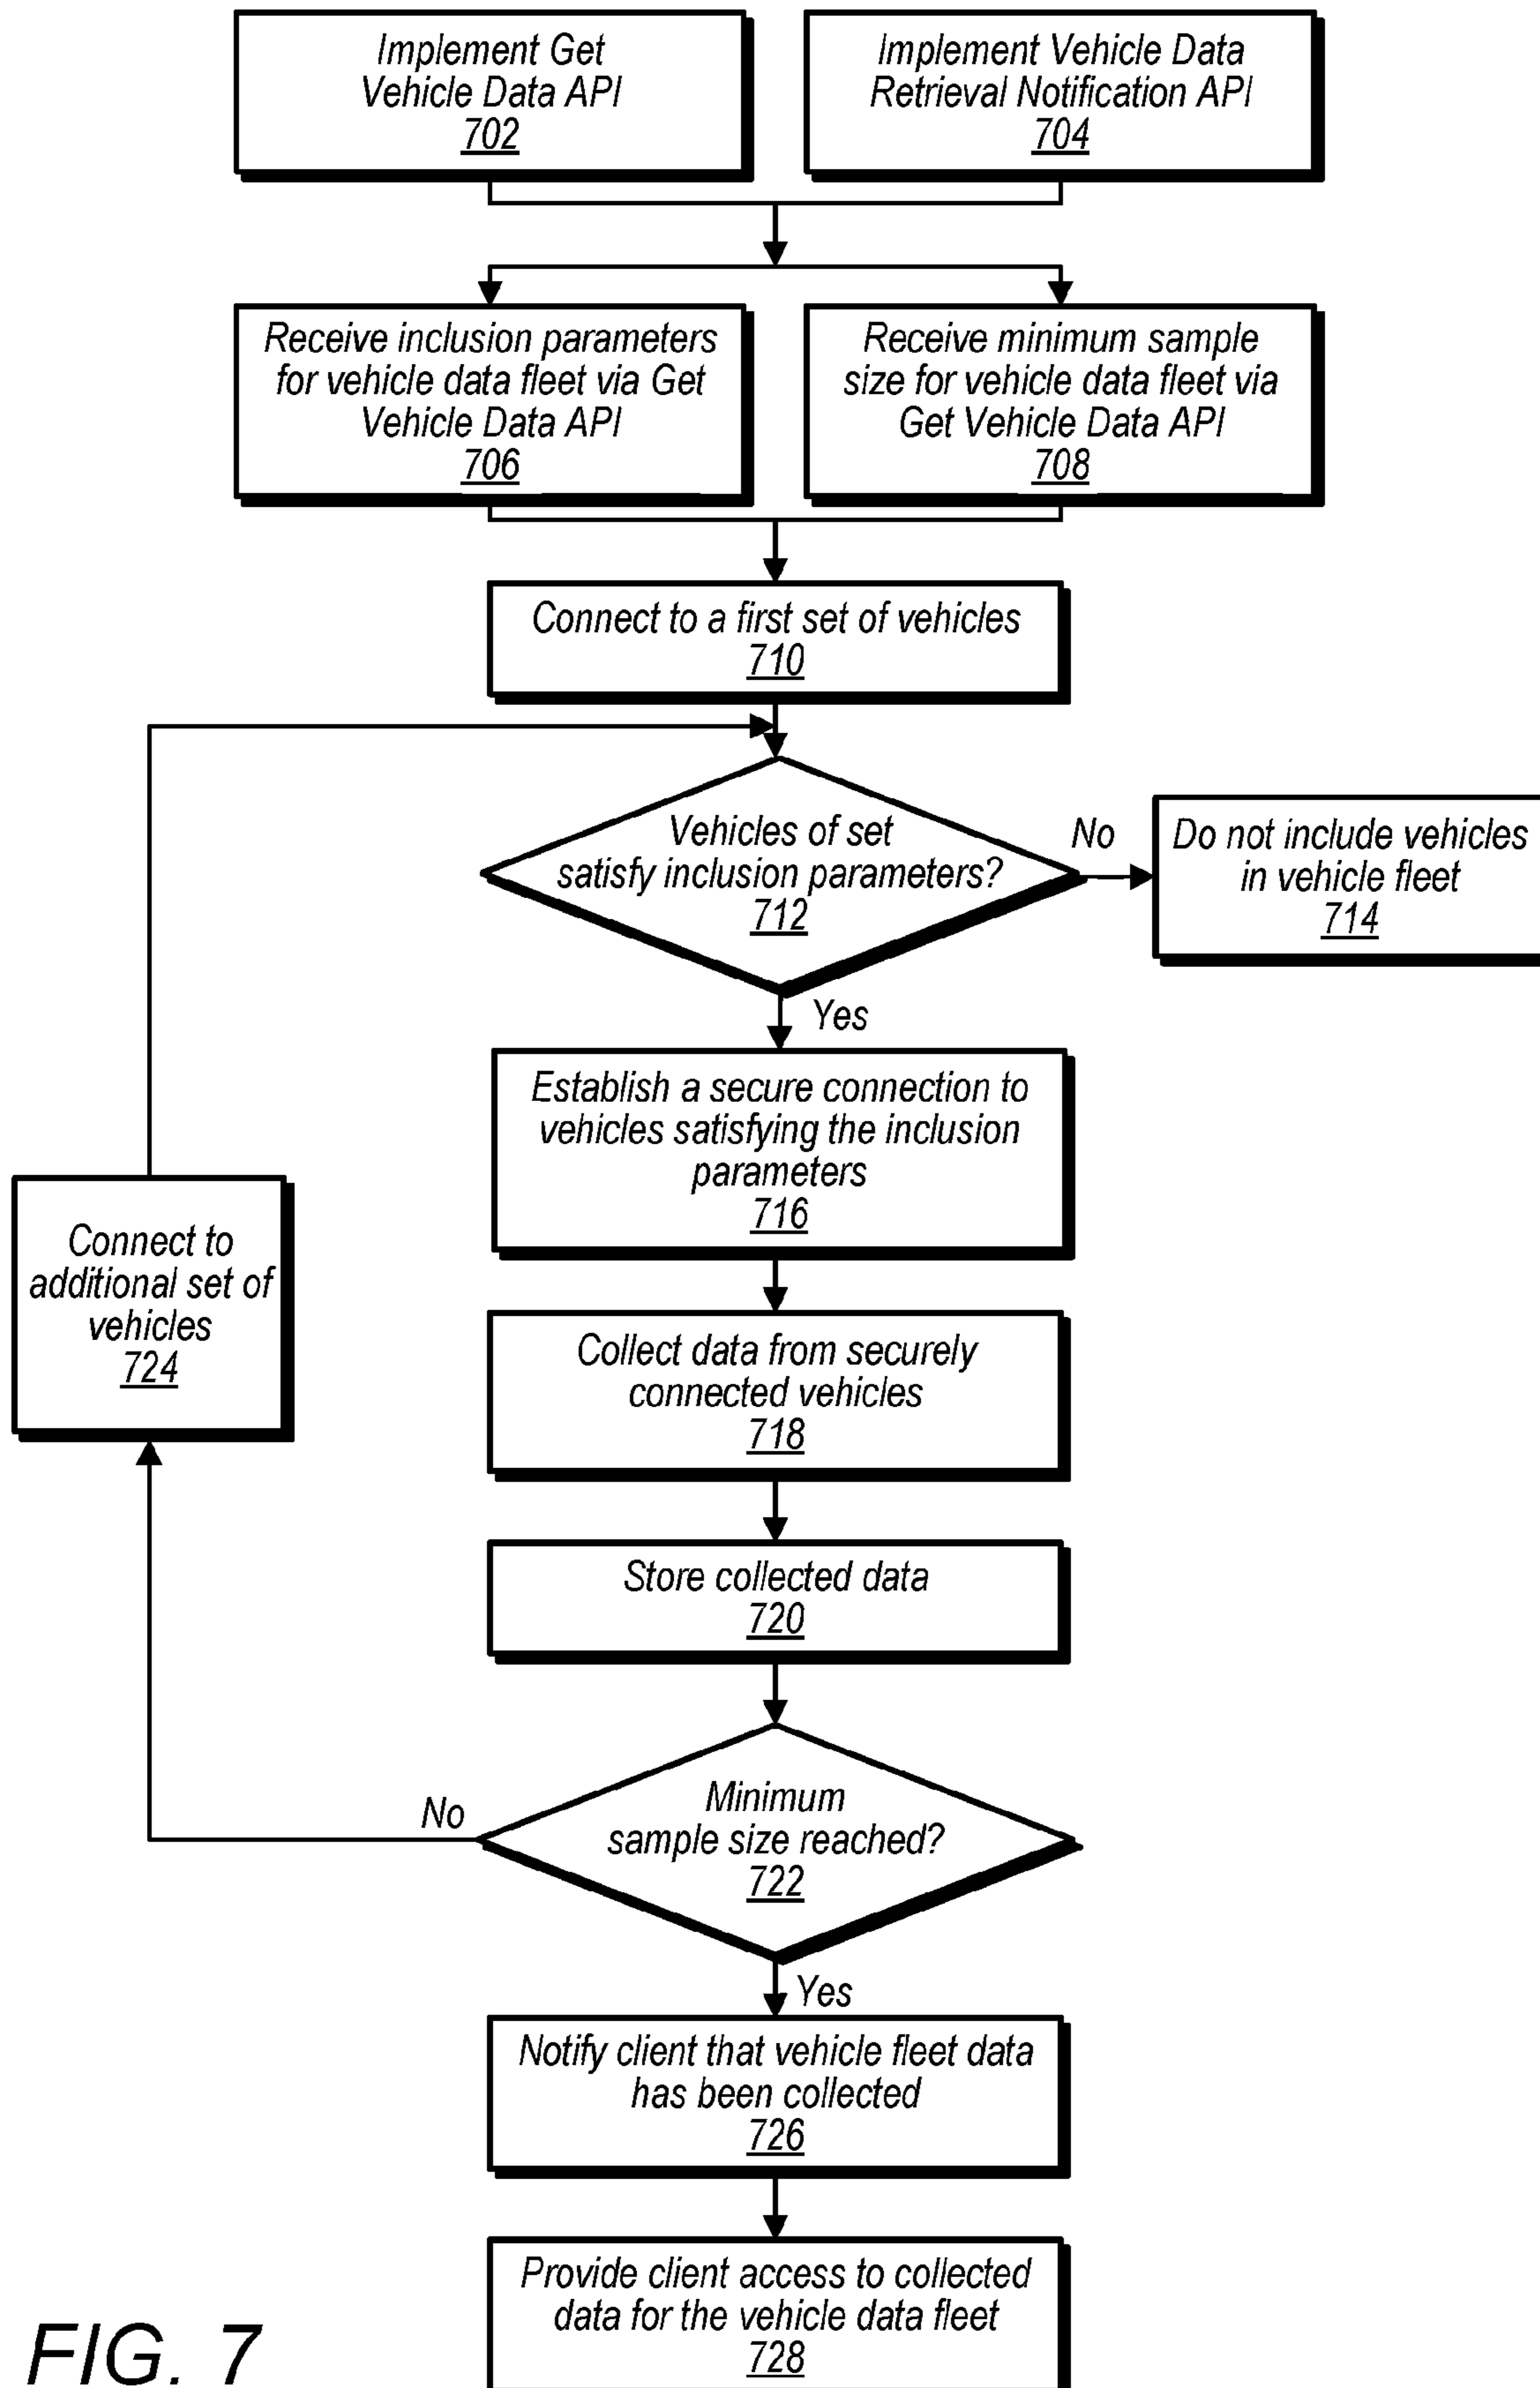 Implement Get
Vehicle Data API
702
Implement Vehicle Data
Retrieval Notification API
704
Receive inclusion parameters
for vehicle data fleet via Get
Vehicle Data API
706
Receive minimum sample
size for vehicle data fleet via
Get Vehicle Data API
708
Connect to a first set of vehicles
710
Vehicles of set
satisfy inclusion parameters?
712
No
Do not include vehicles
in vehicle fleet
714
Yes
Establish a secure connection to
vehicles satisfying the inclusion
parameters
716
Connect to
additional set of
vehicles
724
Collect data from securely
connected vehicles
718
Store collected data
720
Minimum
sample size reached?
722
No
Yes
Notify client that vehicle fleet data
has been collected
726
Provide client access to collected
data for the vehicle data fleet
728
FIG. 7